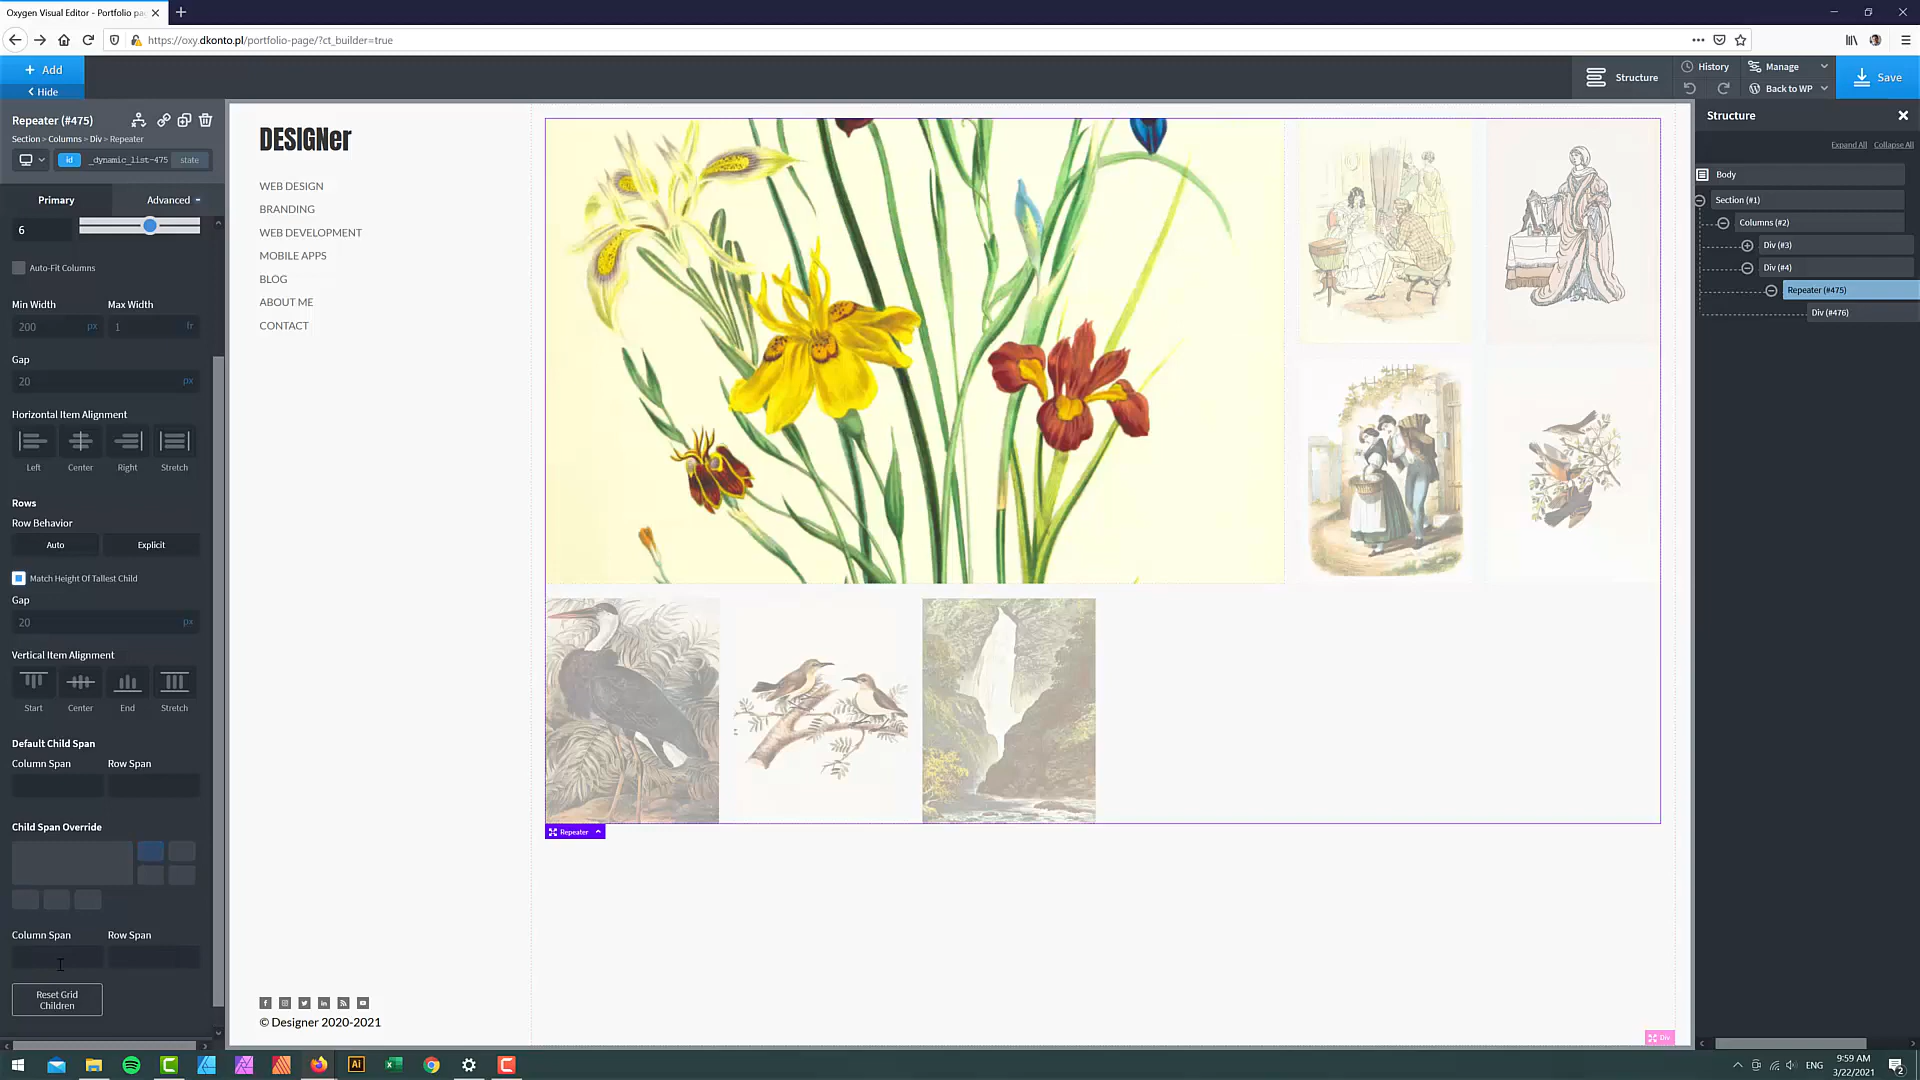 Oxygen Visual Editor - Portfolio pa
https://oxy.dkonto.pl/portfolio-page/?ct_builder=true
+ Add
Hide
Structure
History
Manage
Back to WP
Save
Repeater (#475)
Section > Columns > Div > Repeater
id
_dynamic_list-475
state
Primary
Advanced
6
Auto-Fit Columns
Min Width
Max Width
200 px
1 fr
Gap
20 px
Horizontal Item Alignment
Left
Center
Right
Stretch
Rows
Row Behavior
Auto
Explicit
Match Height Of Tallest Child
Gap
20 px
Vertical Item Alignment
Start
Center
End
Stretch
Default Child Span
Column Span
Row Span
Child Span Override
Column Span
Row Span
Reset Grid
Children
DESIGNer
WEB DESIGN
BRANDING
WEB DEVELOPMENT
MOBILE APPS
BLOG
ABOUT ME
CONTACT
© Designer 2020-2021
Repeater
Div
Structure
Expand All
Collapse All
Body
Section (#1)
Columns (#2)
Div (#3)
Div (#4)
Repeater (#475)
Div (#476)
Ai
ENG
9:59 AM
3/22/2021
2